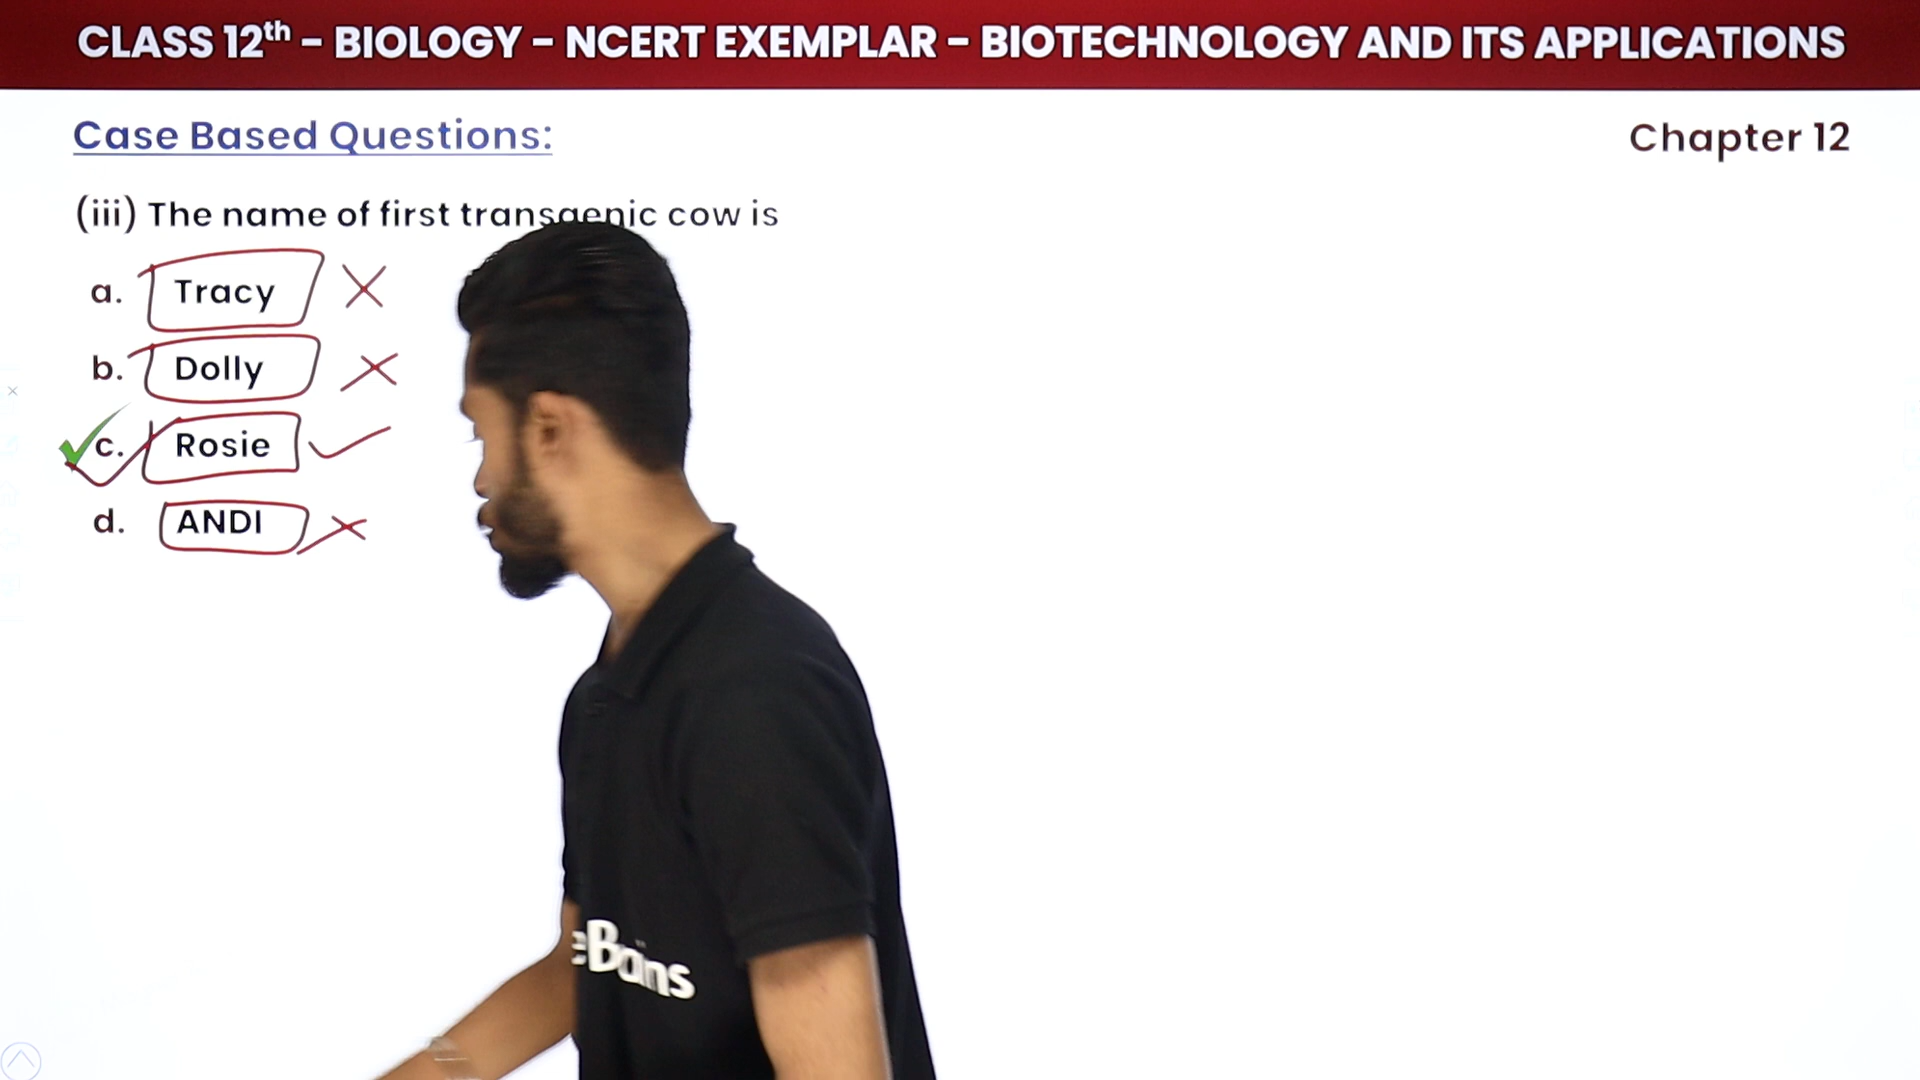 CLASS 12th – BIOLOGY – NCERT EXEMPLAR – BIOTECHNOLOGY AND ITS APPLICATIONS
Case Based Questions:
Chapter 12
(iii) The name of first transgenic cow is
a. Tracy
b. Dolly
c. Rosie
d. ANDI